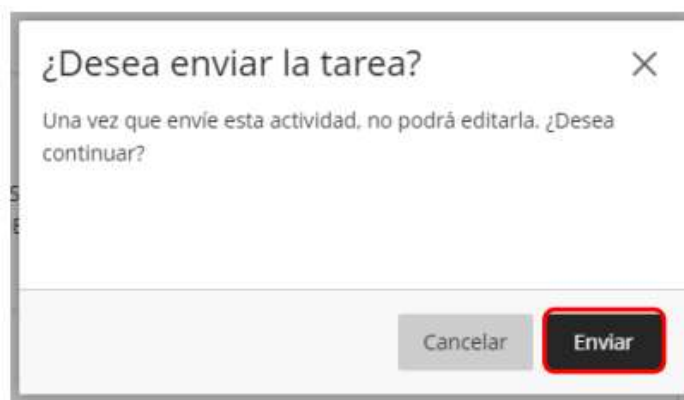 ¿Desea enviar la tarea?
Una vez que envíe esta actividad, no podrá editarla. ¿Desea
continuar?
Cancelar
Enviar